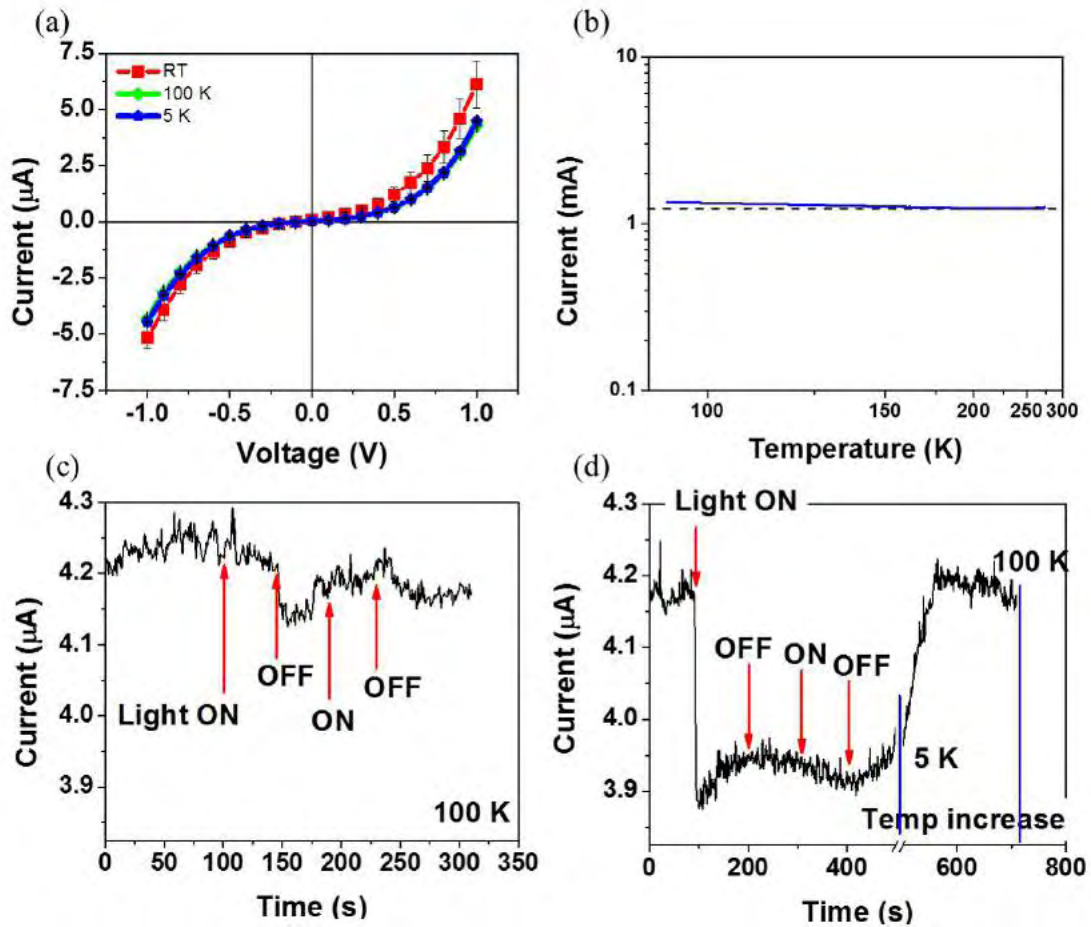 (a)
7.5
5.0
2.5
0.0
-2.5
-5.0
-7.5
Current (μA)
RT
100 K
5 K
-1.0 -0.5 0.0 0.5 1.0
Voltage (V)
(b)
10
1
0.1
Current (mA)
100 150 200 250 300
Temperature (K)
(c)
4.3
4.2
4.1
4.0
3.9
Current (μA)
Light ON
OFF
ON
OFF
100 K
0 50 100 150 200 250 300 350
Time (s)
(d)
4.3
4.2
4.1
4.0
3.9
Current (μA)
Light ON
OFF
ON
OFF
100 K
5 K
Temp increase
0 200 400 600 800
Time (s)